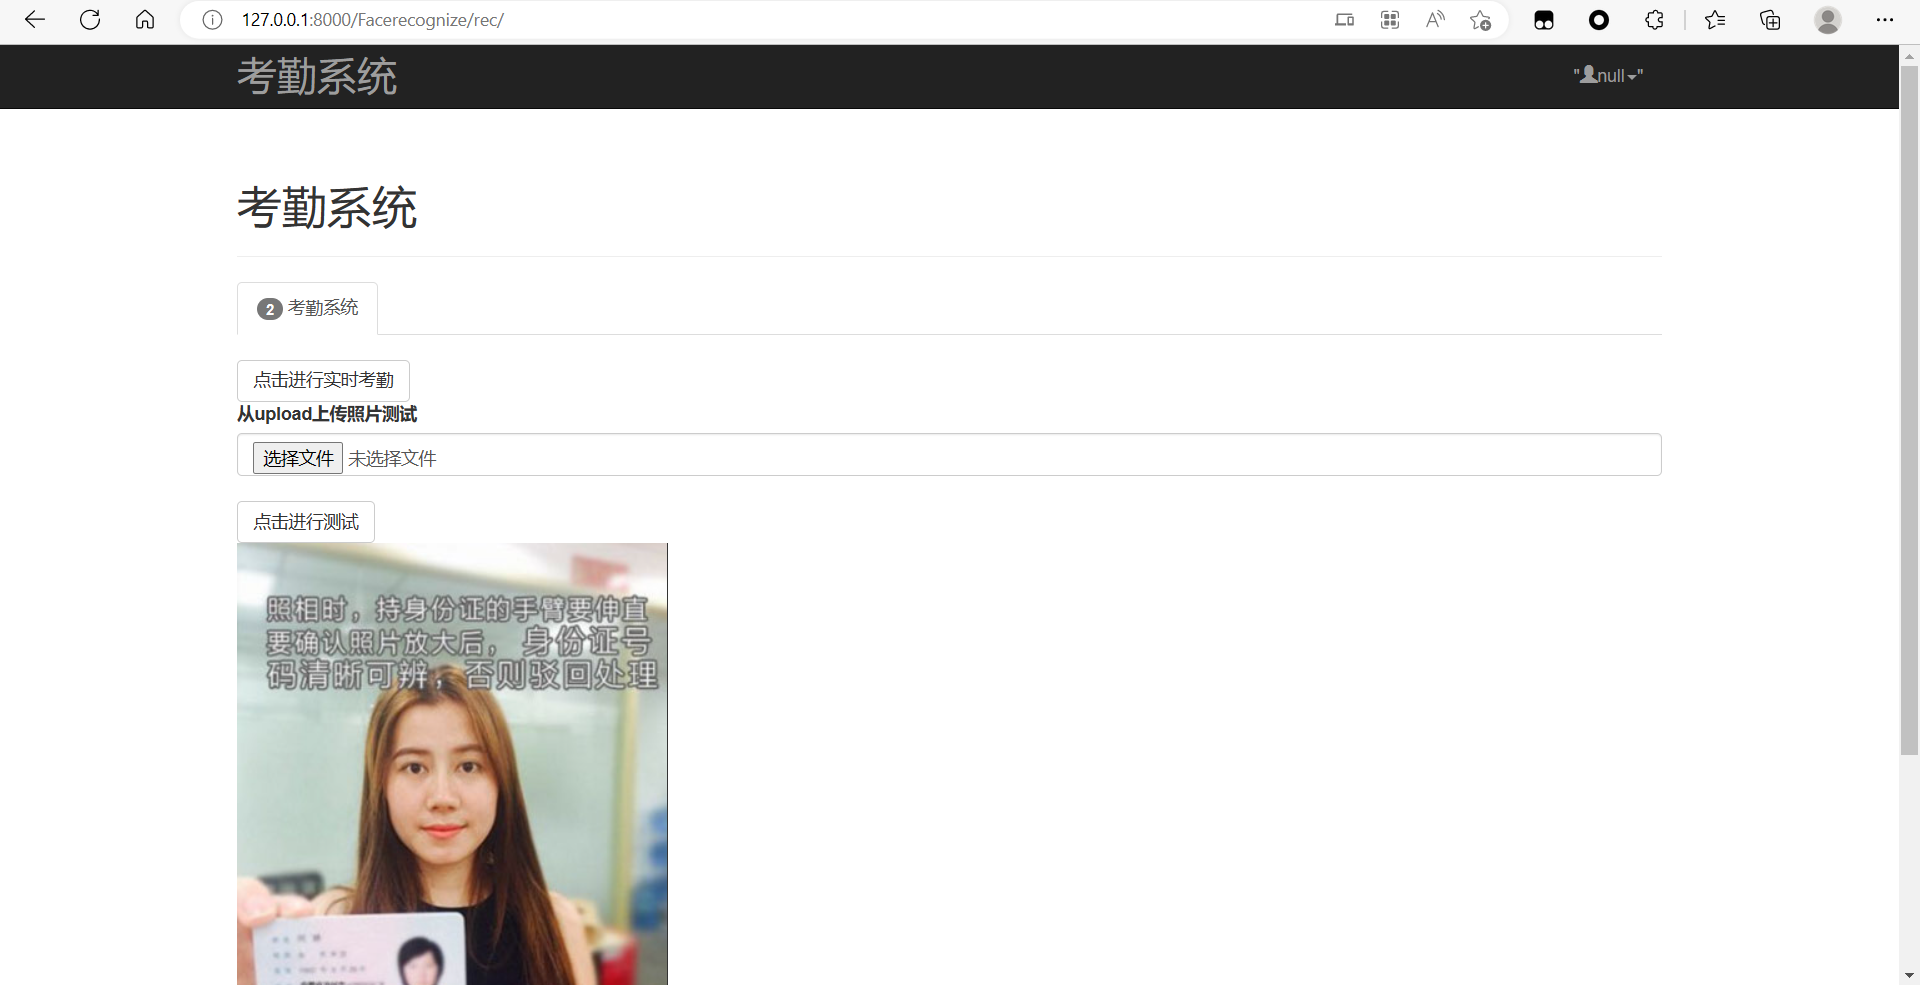 127.0.0.1:8000/Facerecognize/rec/
考勤系统
"null"
考勤系统
2 考勤系统
点击进行实时考勤
从upload上传照片测试
选择文件 未选择文件
点击进行测试
照相时，持身份证的手臂要伸直
要确认照片放大后，身份证号
码清晰可辨，否则驳回处理